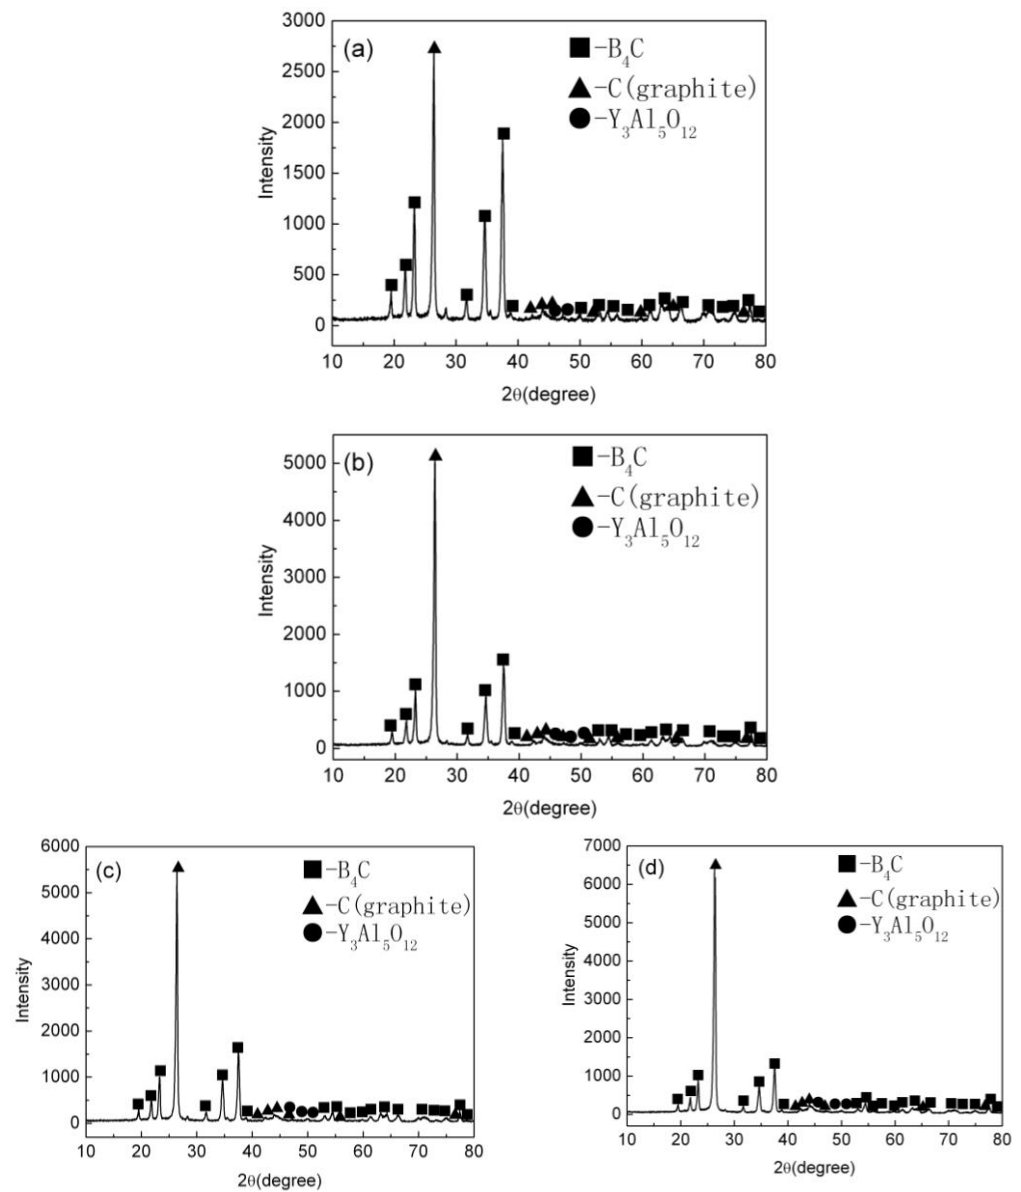 (a)
3000
2500
2000
1500
1000
500
0
Intensity
-B₄C
-C(graphite)
-Y₃Al₅O₁₂
10 20 30 40 50 60 70 80
2θ(degree)
(b)
5000
4000
3000
2000
1000
0
Intensity
-B₄C
-C(graphite)
-Y₃Al₅O₁₂
10 20 30 40 50 60 70 80
2θ(degree)
(c)
6000
5000
4000
3000
2000
1000
0
Intensity
-B₄C
-C(graphite)
-Y₃Al₅O₁₂
10 20 30 40 50 60 70 80
2θ(degree)
(d)
7000
6000
5000
4000
3000
2000
1000
0
Intensity
-B₄C
-C(graphite)
-Y₃Al₅O₁₂
10 20 30 40 50 60 70 80
2θ(degree)